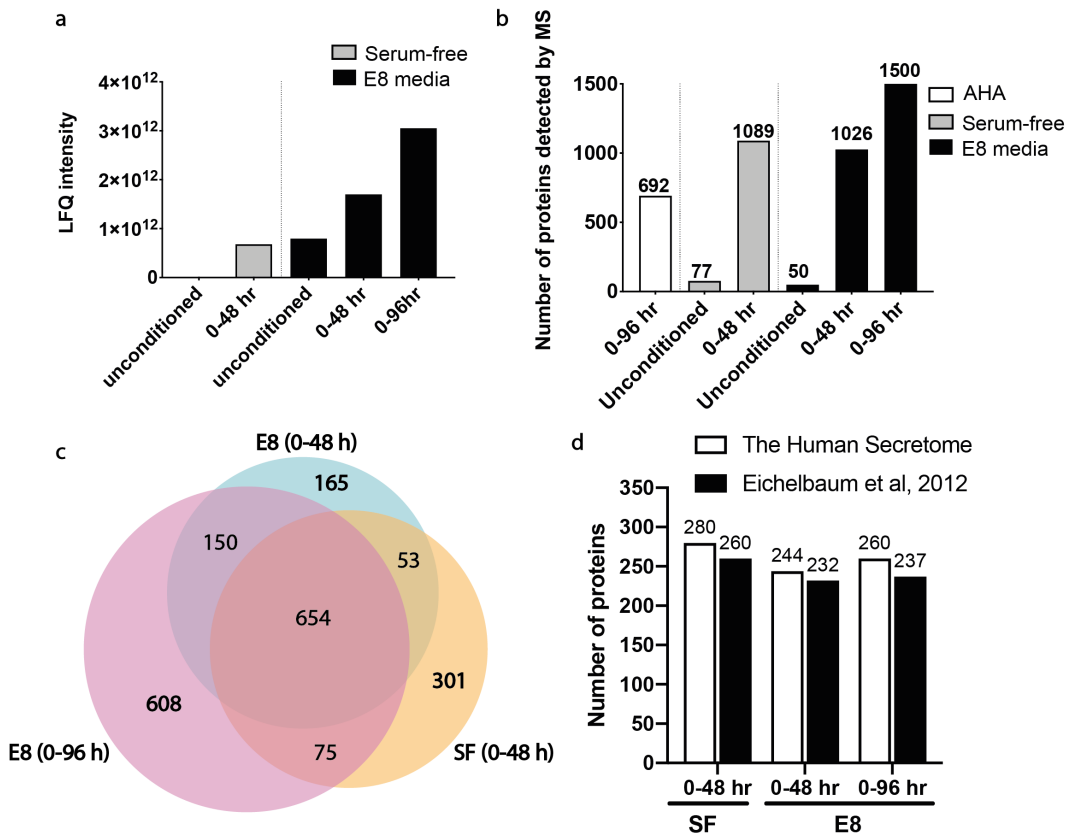 a
Serum-free
E8 media
LFQ intensity
4×10¹²
3×10¹²
2×10¹²
1×10¹²
0
unconditioned
0-48 hr
unconditioned
0-48 hr
0-96hr
b
Number of proteins detected by MS
1500
1000
500
0
692
77
1089
50
1026
1500
AHA
Serum-free
E8 media
0-96 hr
Unconditioned
0-48 hr
Unconditioned
0-48 hr
0-96 hr
c
E8 (0-48 h)
165
150
53
654
301
608
75
E8 (0-96 h)
SF (0-48 h)
d
The Human Secretome
Eichelbaum et al, 2012
Number of proteins
350
300
250
200
150
100
50
0
280
260
244
232
260
237
0-48 hr
0-48 hr
0-96 hr
SF
E8